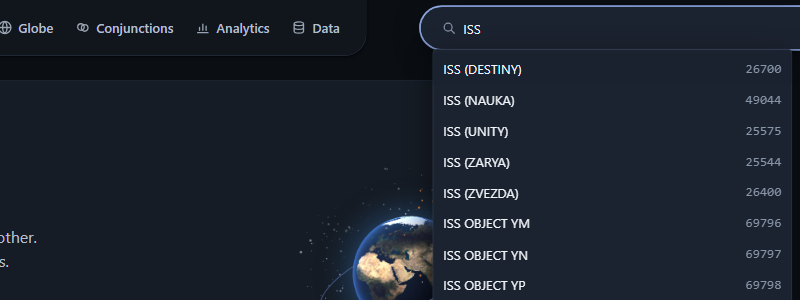 Globe Conjunctions Analytics Data
ISS
ISS (DESTINY) 26700
ISS (NAUKA) 49044
ISS (UNITY) 25575
ISS (ZARYA) 25544
ISS (ZVEZDA) 26400
ISS OBJECT YM 69796
ISS OBJECT YN 69797
ISS OBJECT YP 69798
other.
s.